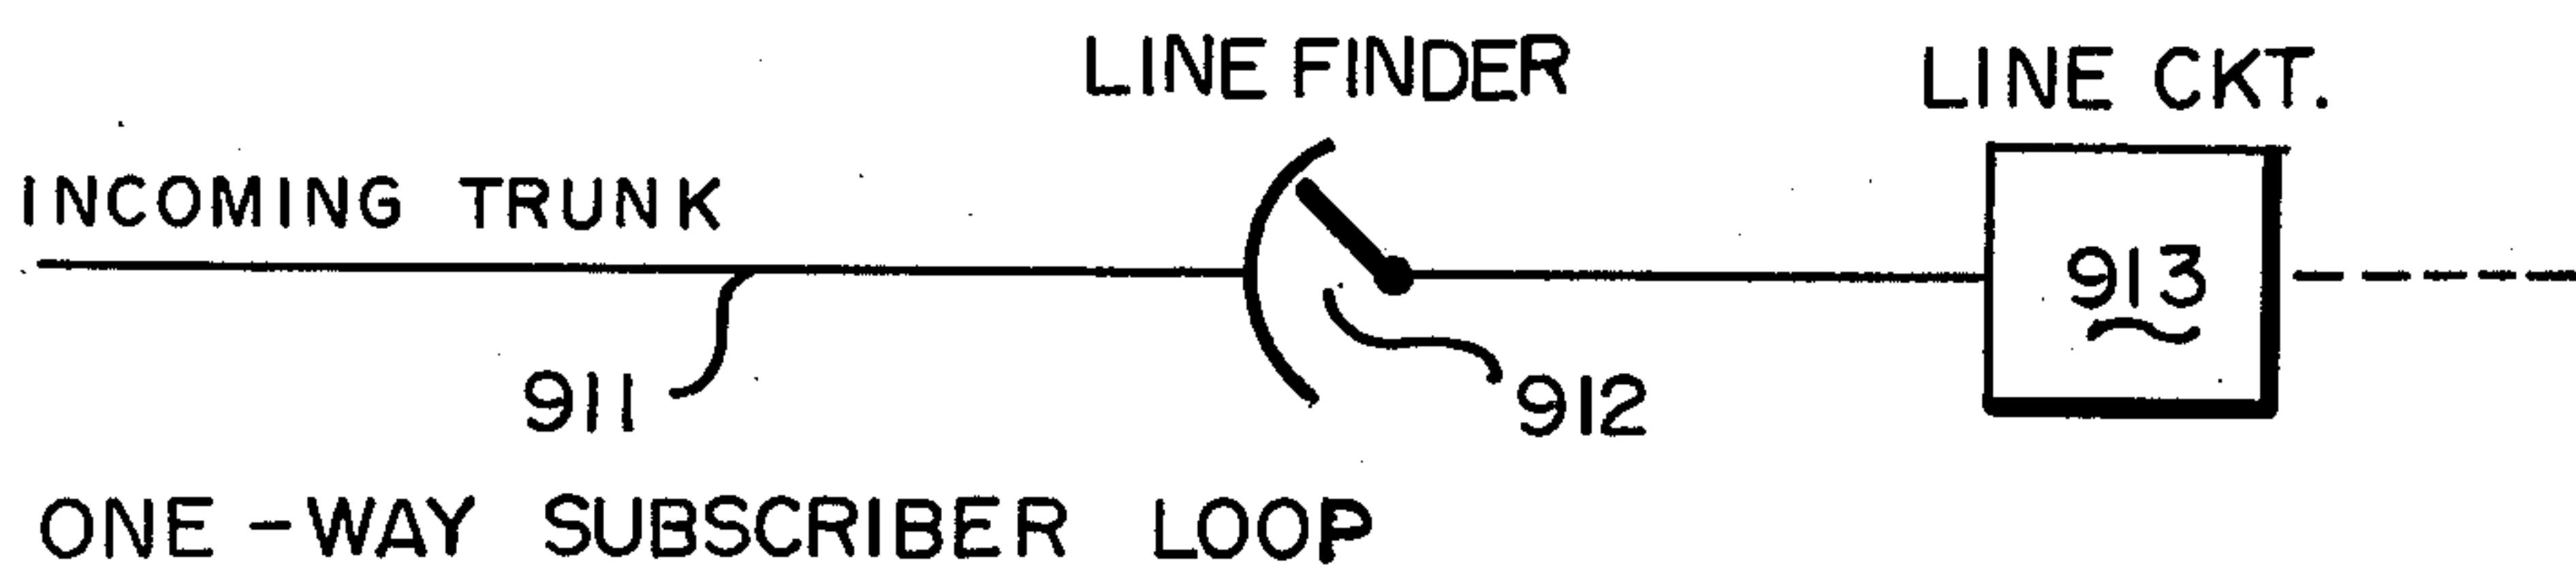 LINE FINDER
LINE CKT.
INCOMING TRUNK
913
911
912
ONE-WAY SUBSCRIBER LOOP